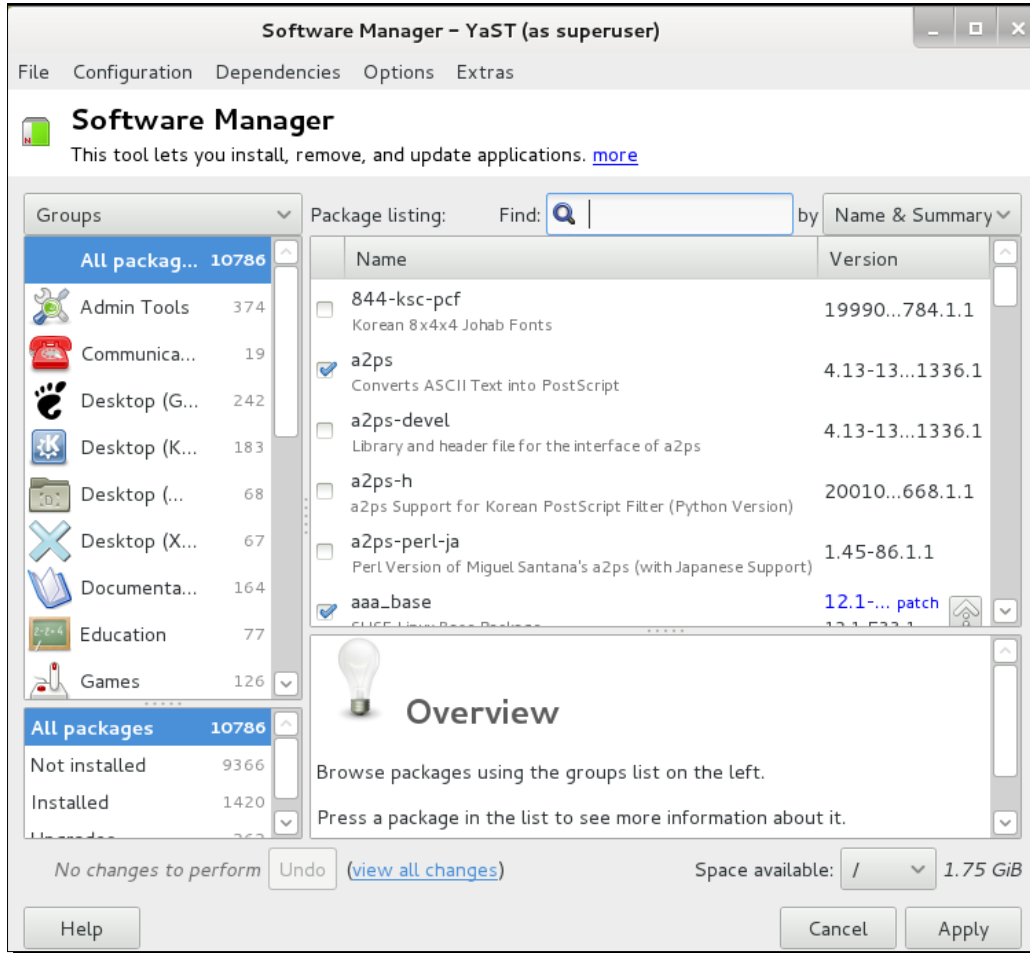 Software Manager – YaST (as superuser)
File Configuration Dependencies Options Extras
Software Manager
This tool lets you install, remove, and update applications. more
Groups
Package listing: Find: by Name & Summary
All packag... 10786
Admin Tools 374
Communica... 19
Desktop (G... 242
Desktop (K... 183
Desktop (... 68
Desktop (X... 67
Documenta... 164
Education 77
Games 126
Name Version
844-ksc-pcf 19990...784.1.1
Korean 8x4x4 Johab Fonts
a2ps 4.13-13...1336.1
Converts ASCII Text into PostScript
a2ps-devel 4.13-13...1336.1
Library and header file for the interface of a2ps
a2ps-h 20010...668.1.1
a2ps Support for Korean PostScript Filter (Python Version)
a2ps-perl-ja 1.45-86.1.1
Perl Version of Miguel Santana's a2ps (with Japanese Support)
aaa_base 12.1-... patch
All packages 10786
Not installed 9366
Installed 1420
Overview
Browse packages using the groups list on the left.
Press a package in the list to see more information about it.
No changes to perform Undo (view all changes) Space available: / 1.75 GiB
Help Cancel Apply